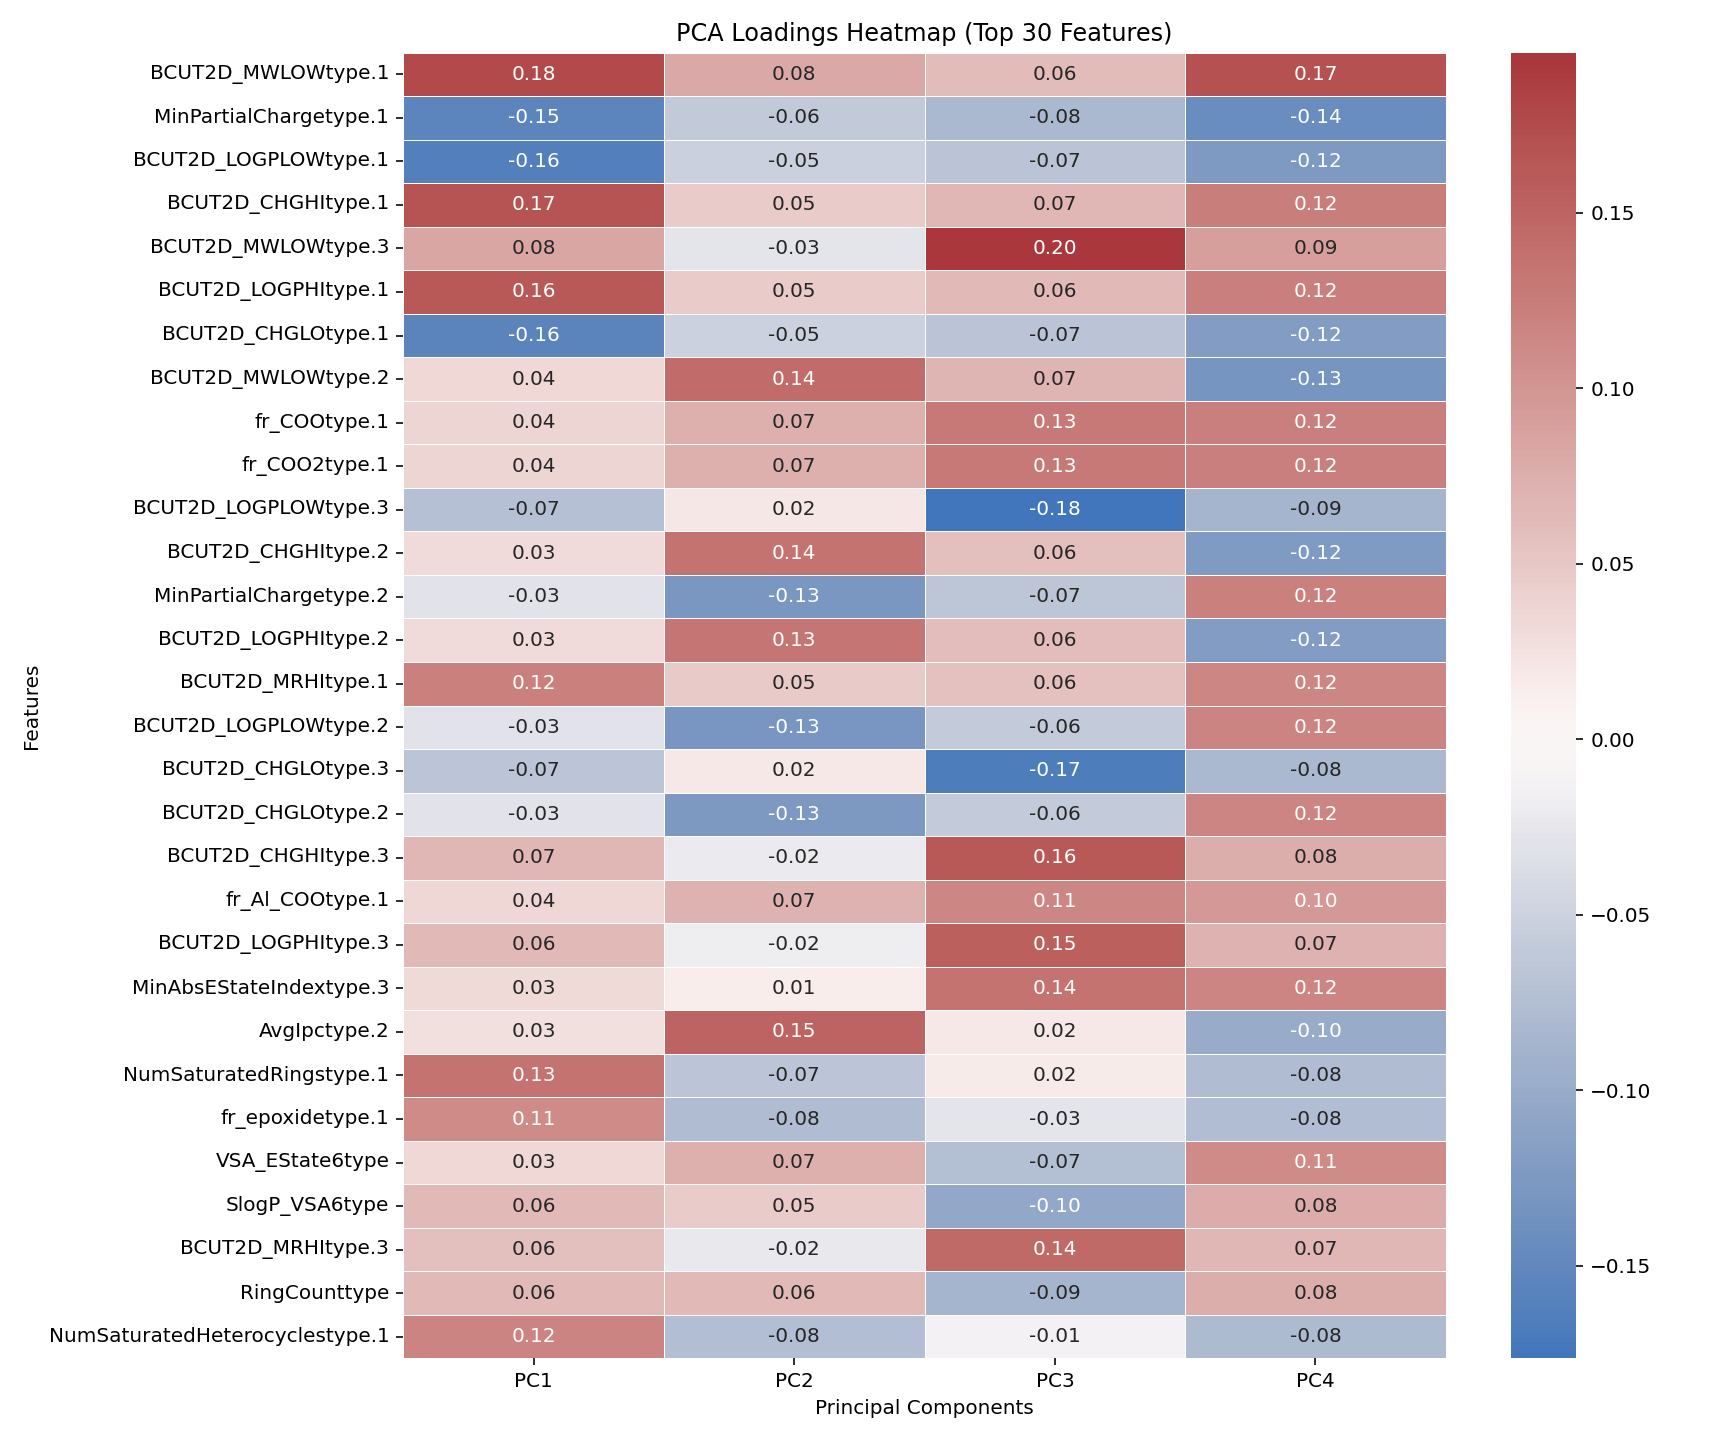 PCA Loadings Heatmap (Top 30 Features)
BCUT2D_MWLOWtype.1 0.18 0.08 0.06 0.17
MinPartialChargetype.1 -0.15 -0.06 -0.08 -0.14
BCUT2D_LOGPLOWtype.1 -0.16 -0.05 -0.07 -0.12
BCUT2D_CHGHItype.1 0.17 0.05 0.07 0.12
BCUT2D_MWLOWtype.3 0.08 -0.03 0.20 0.09
BCUT2D_LOGPHItype.1 0.16 0.05 0.06 0.12
BCUT2D_CHGLOtype.1 -0.16 -0.05 -0.07 -0.12
BCUT2D_MWLOWtype.2 0.04 0.14 0.07 -0.13
fr_COOtype.1 0.04 0.07 0.13 0.12
fr_COO2type.1 0.04 0.07 0.13 0.12
BCUT2D_LOGPLOWtype.3 -0.07 0.02 -0.18 -0.09
BCUT2D_CHGHItype.2 0.03 0.14 0.06 -0.12
MinPartialChargetype.2 -0.03 -0.13 -0.07 0.12
BCUT2D_LOGPHItype.2 0.03 0.13 0.06 -0.12
BCUT2D_MRHItype.1 0.12 0.05 0.06 0.12
BCUT2D_LOGPLOWtype.2 -0.03 -0.13 -0.06 0.12
BCUT2D_CHGLOtype.3 -0.07 0.02 -0.17 -0.08
BCUT2D_CHGLOtype.2 -0.03 -0.13 -0.06 0.12
BCUT2D_CHGHItype.3 0.07 -0.02 0.16 0.08
fr_Al_COOtype.1 0.04 0.07 0.11 0.10
BCUT2D_LOGPHItype.3 0.06 -0.02 0.15 0.07
MinAbsEStateIndextype.3 0.03 0.01 0.14 0.12
AvgIpctype.2 0.03 0.15 0.02 -0.10
NumSaturatedRingstype.1 0.13 -0.07 0.02 -0.08
fr_epoxidetype.1 0.11 -0.08 -0.03 -0.08
VSA_EState6type 0.03 0.07 -0.07 0.11
SlogP_VSA6type 0.06 0.05 -0.10 0.08
BCUT2D_MRHItype.3 0.06 -0.02 0.14 0.07
RingCounttype 0.06 0.06 -0.09 0.08
NumSaturatedHeterocyclestype.1 0.12 -0.08 -0.01 -0.08
PC1 PC2 PC3 PC4
Principal Components
Features
0.15
0.10
0.05
0.00
−0.05
−0.10
−0.15